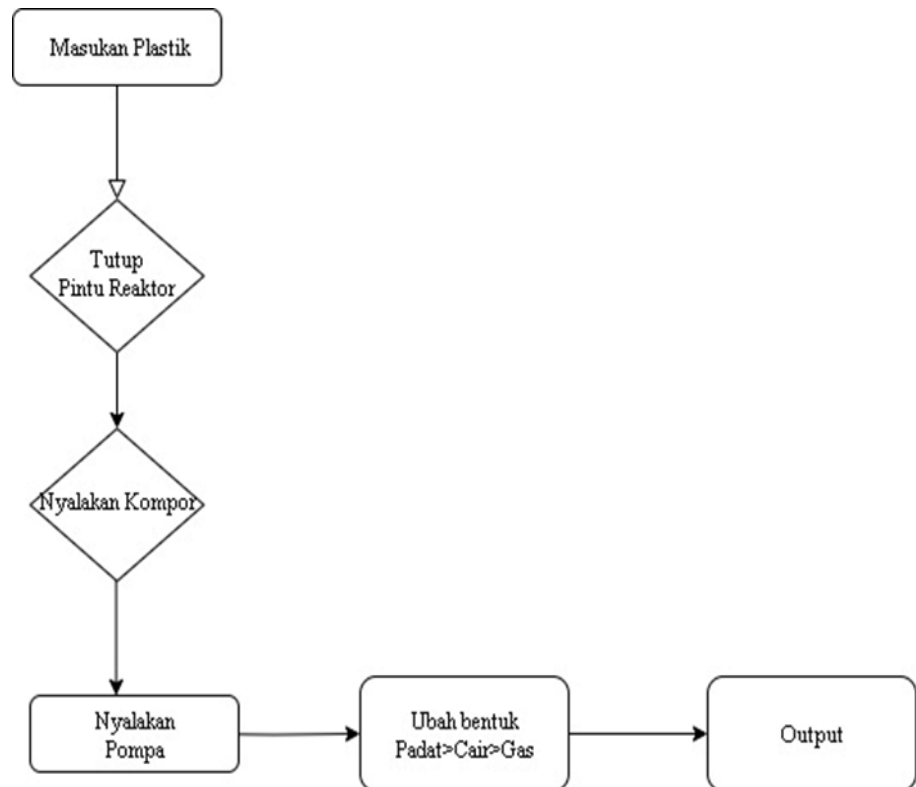 Masukan Plastik
Tutup
Pintu Reaktor
Nyalakan Kompor
Nyalakan
Pompa
Ubah bentuk
Padat>Cair>Gas
Output